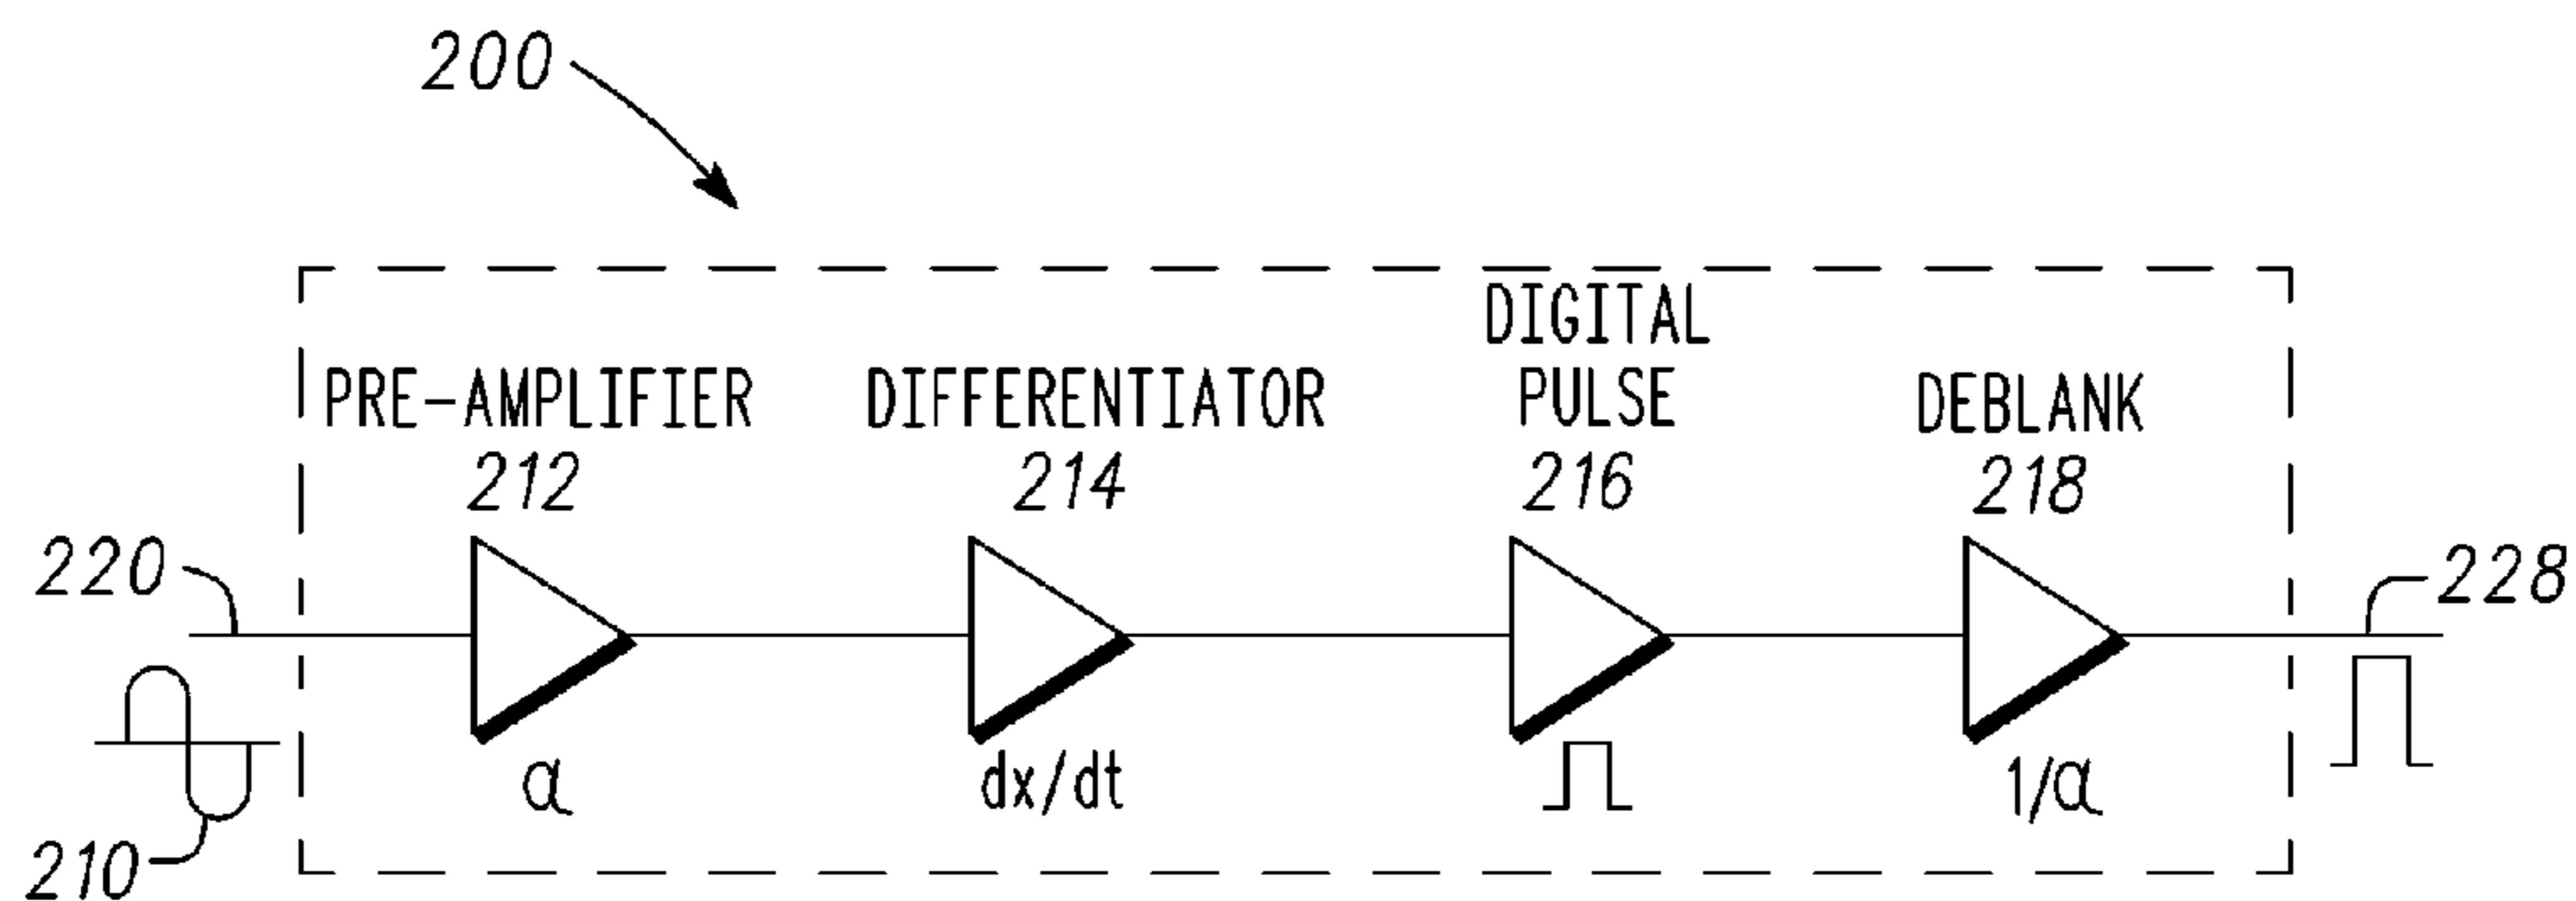 200
DIGITAL
PRE-AMPLIFIER DIFFERENTIATOR PULSE DEBLANK
212 214 216 218
220 228
α dx/dt 1/α
210